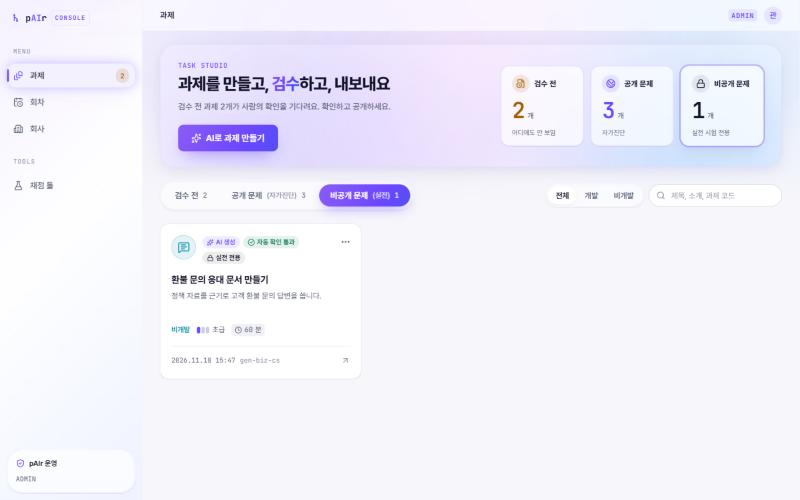 pAIr CONSOLE
MENU
과제 2
회차
회사
TOOLS
채점 툴
pAIr 운영
ADMIN
과제
ADMIN 관
TASK STUDIO
과제를 만들고, 검수하고, 내보내요
검수 전 과제 2개가 사람의 확인을 기다려요. 확인하고 공개하세요.
AI로 과제 만들기
검수 전
2 개
어디에도 안 보임
공개 문제
3 개
자가진단
비공개 문제
1 개
실전 시험 전용
검수 전 2
공개 문제 (자가진단) 3
비공개 문제 (실전) 1
전체 개발 비개발
제목, 소개, 과제 코드
AI 생성 자동 확인 통과
실전 전용
환불 문의 응대 문서 만들기
정책 자료를 근거로 고객 환불 문의 답변을 씁니다.
비개발 초급 60 분
2026.11.18 15:47 gen-biz-cs